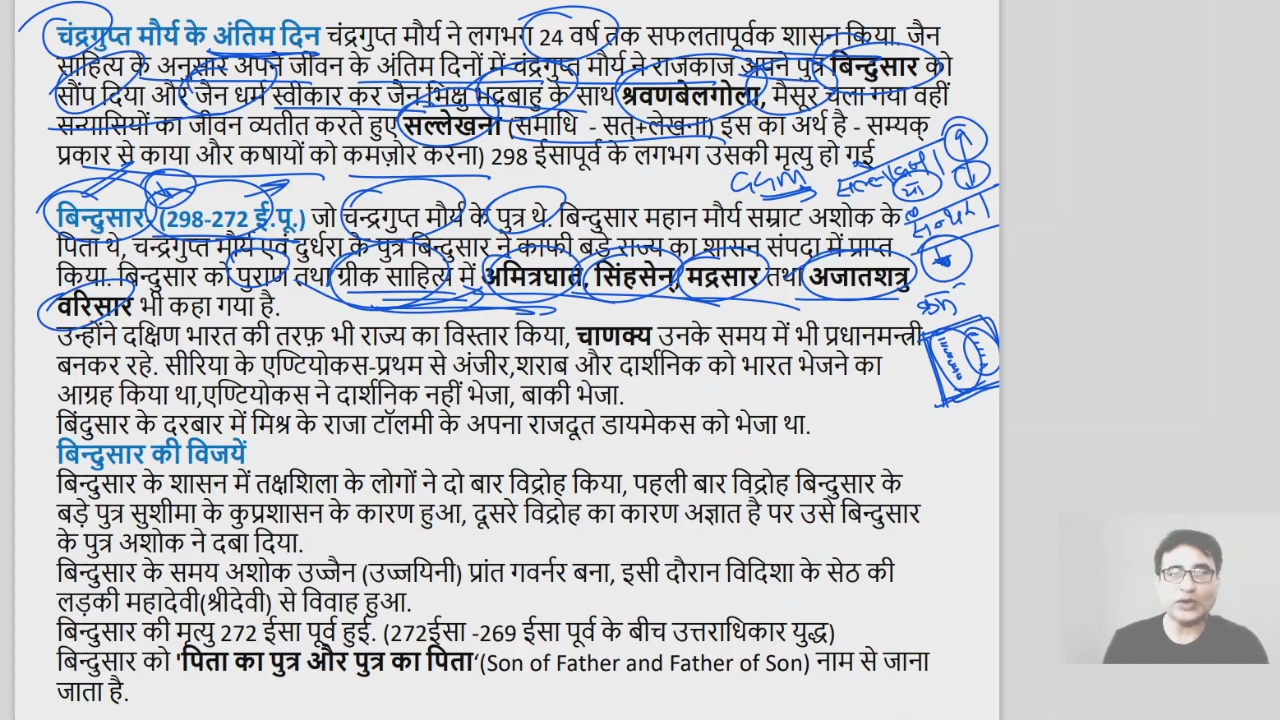 चंद्रगुप्त मौर्य के अंतिम दिन चंद्रगुप्त मौर्य ने लगभग 24 वर्ष तक सफलतापूर्वक शासन किया. जैन
साहित्य के अनुसार अपने जीवन के अंतिम दिनों में चंद्रगुप्त मौर्य ने राजकाज अपने पुत्र बिन्दुसार को
सौंप दिया और जैन धर्म स्वीकार कर जैन भिक्षु भद्रबाहु के साथ श्रवणबेलगोला, मैसूर चला गया वहीं
सन्यासियों का जीवन व्यतीत करते हुए सल्लेखना (समाधि - सत्+लेखना) इस का अर्थ है - सम्यक्
प्रकार से काया और कषायों को कमज़ोर करना) 298 ईसापूर्व के लगभग उसकी मृत्यु हो गई
बिन्दुसार (298-272 ई.पू.) जो चन्द्रगुप्त मौर्य के पुत्र थे. बिन्दुसार महान मौर्य सम्राट अशोक के
पिता थे, चन्द्रगुप्त मौर्य एवं दुर्धरा के पुत्र बिन्दुसार ने काफी बड़े राज्य का शासन संपदा में प्राप्त
किया. बिन्दुसार को पुराण तथा ग्रीक साहित्य में अमित्रघात, सिंहसेन, मद्रसार तथा अजातशत्रु
वरिसार भी कहा गया है.
उन्होंने दक्षिण भारत की तरफ़ भी राज्य का विस्तार किया, चाणक्य उनके समय में भी प्रधानमन्त्री
बनकर रहे. सीरिया के एण्टियोकस-प्रथम से अंजीर,शराब और दार्शनिक को भारत भेजने का
आग्रह किया था,एण्टियोकस ने दार्शनिक नहीं भेजा, बाकी भेजा.
बिंदुसार के दरबार में मिश्र के राजा टॉलमी के अपना राजदूत डायमेकस को भेजा था.
बिन्दुसार की विजयें
बिन्दुसार के शासन में तक्षशिला के लोगों ने दो बार विद्रोह किया, पहली बार विद्रोह बिन्दुसार के
बड़े पुत्र सुशीमा के कुप्रशासन के कारण हुआ, दूसरे विद्रोह का कारण अज्ञात है पर उसे बिन्दुसार
के पुत्र अशोक ने दबा दिया.
बिन्दुसार के समय अशोक उज्जैन (उज्जयिनी) प्रांत गवर्नर बना, इसी दौरान विदिशा के सेठ की
लड़की महादेवी(श्रीदेवी) से विवाह हुआ.
बिन्दुसार की मृत्यु 272 ईसा पूर्व हुई. (272ईसा -269 ईसा पूर्व के बीच उत्तराधिकार युद्ध)
बिन्दुसार को 'पिता का पुत्र और पुत्र का पिता'(Son of Father and Father of Son) नाम से जाना
जाता है.